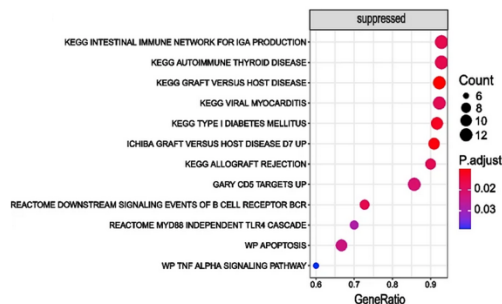 suppressed
KEGG INTESTINAL IMMUNE NETWORK FOR IGA PRODUCTION
KEGG AUTOIMMUNE THYROID DISEASE
KEGG GRAFT VERSUS HOST DISEASE
KEGG VIRAL MYOCARDITIS
KEGG TYPE I DIABETES MELLITUS
ICHIBA GRAFT VERSUS HOST DISEASE D7 UP
KEGG ALLOGRAFT REJECTION
GARY CD5 TARGETS UP
REACTOME DOWNSTREAM SIGNALING EVENTS OF B CELL RECEPTOR BCR
REACTOME MYD88 INDEPENDENT TLR4 CASCADE
WP APOPTOSIS
WP TNF ALPHA SIGNALING PATHWAY
0.6 0.7 0.8 0.9
GeneRatio
Count
6
8
10
12
P.adjust
0.02
0.03